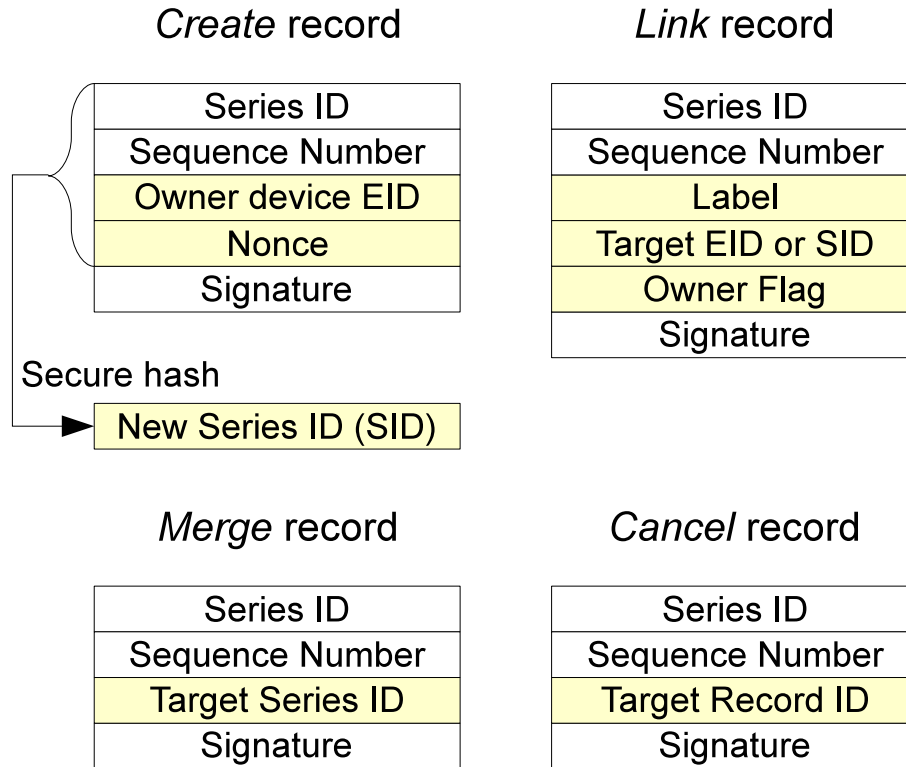 Create record
Series ID
Sequence Number
Owner device EID
Nonce
Signature
Secure hash
New Series ID (SID)
Link record
Series ID
Sequence Number
Label
Target EID or SID
Owner Flag
Signature
Merge record
Series ID
Sequence Number
Target Series ID
Signature
Cancel record
Series ID
Sequence Number
Target Record ID
Signature